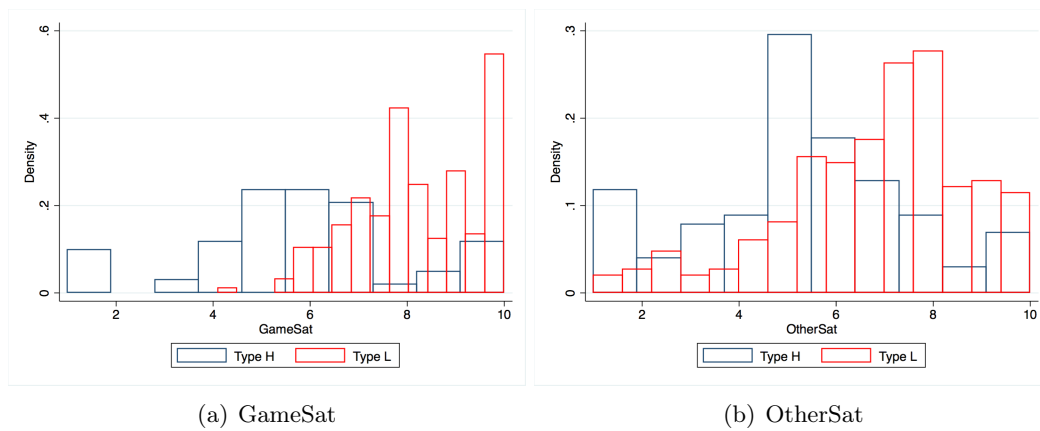 Density
0 .2 .4 .6
2 4 6 8 10
GameSat
Type H Type L
(a) GameSat
Density
0 .1 .2 .3
2 4 6 8 10
OtherSat
Type H Type L
(b) OtherSat